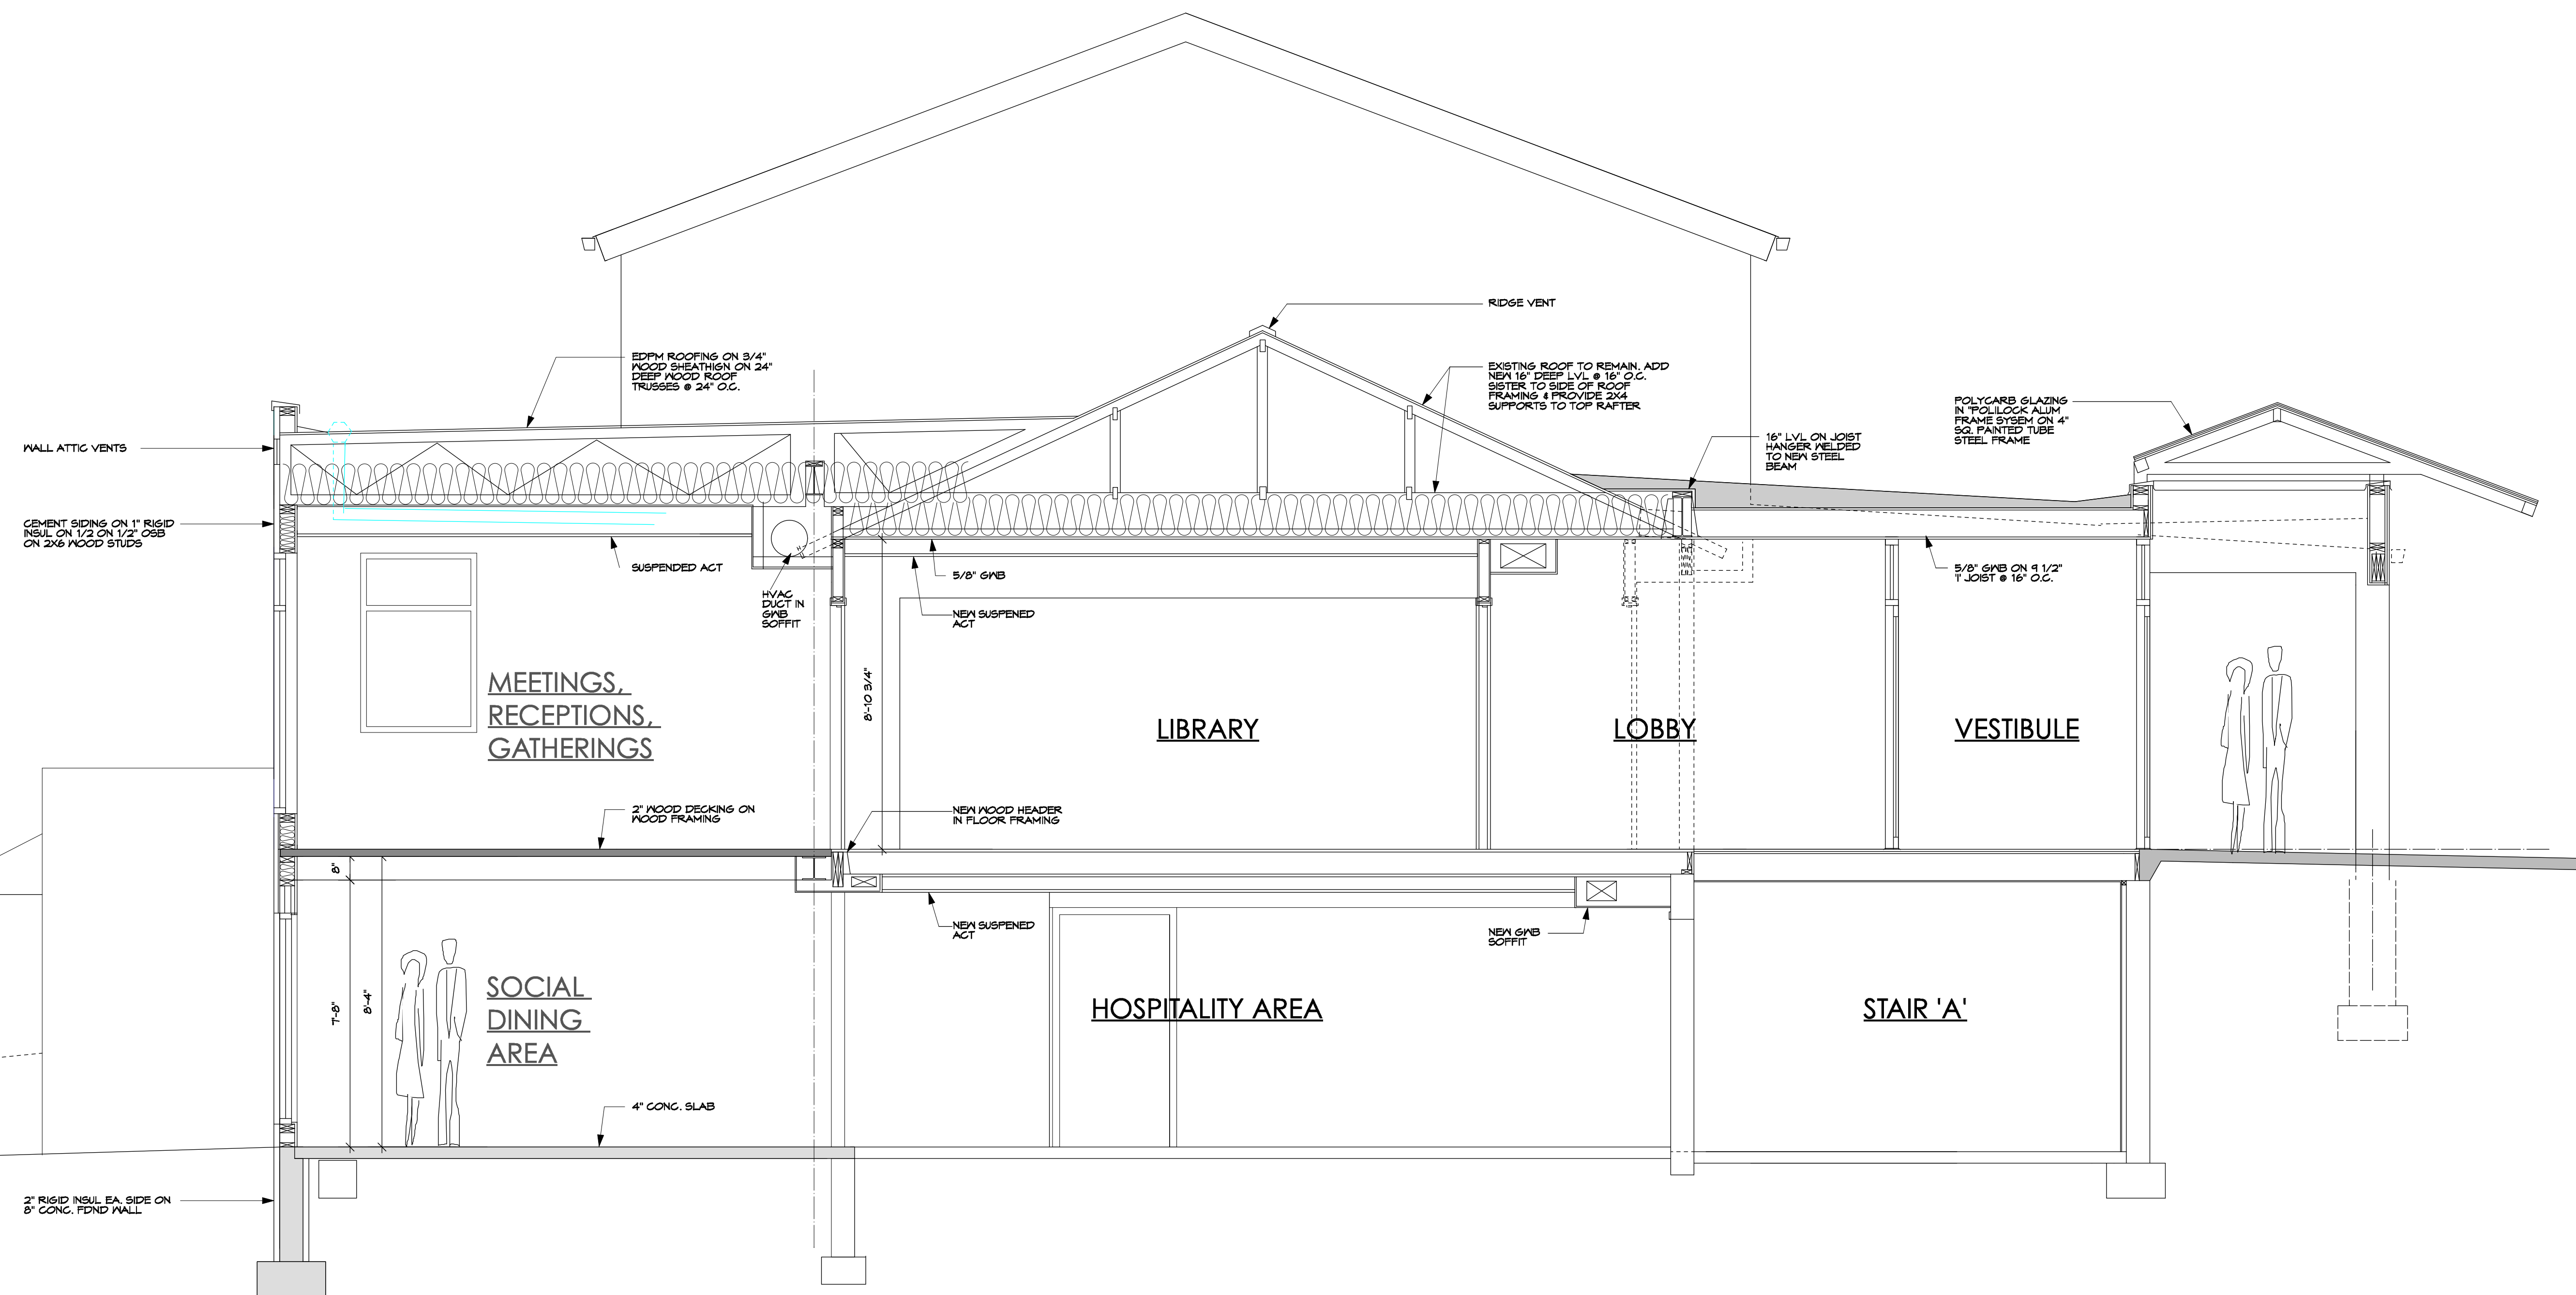 RIDGE VENT
EDPM ROOFING ON 3/4"
WOOD SHEATHIGN ON 24"
DEEP WOOD ROOF
TRUSSES @ 24" O.C.
EXISTING ROOF TO REMAIN. ADD
NEW 16" DEEP LVL @ 16" O.C.
SISTER TO SIDE OF ROOF
FRAMING & PROVIDE 2X4
SUPPORTS TO TOP RAFTER
POLYCARB GLAZING
IN "POLILOCK ALUM
FRAME SYSEM ON 4"
SQ. PAINTED TUBE
STEEL FRAME
WALL ATTIC VENTS
16" LVL ON JOIST
HANGER WELDED
TO NEW STEEL
BEAM
CEMENT SIDING ON 1" RIGID
INSUL ON 1/2 ON 1/2" OSB
ON 2X6 WOOD STUDS
SUSPENDED ACT
5/8" GWB
5/8" GWB ON 9 1/2"
'I' JOIST @ 16" O.C.
HVAC
DUCT IN
GWB
SOFFIT
NEW SUSPENED
ACT
8'-10 3/4"
MEETINGS,
RECEPTIONS,
GATHERINGS
LIBRARY
LOBBY
VESTIBULE
2" WOOD DECKING ON
WOOD FRAMING
NEW WOOD HEADER
IN FLOOR FRAMING
8"
NEW SUSPENED
ACT
NEW GWB
SOFFIT
7'-8"
8'-4"
SOCIAL
DINING
AREA
HOSPITALITY AREA
STAIR 'A'
4" CONC. SLAB
2" RIGID INSUL EA. SIDE ON
8" CONC. FDND WALL